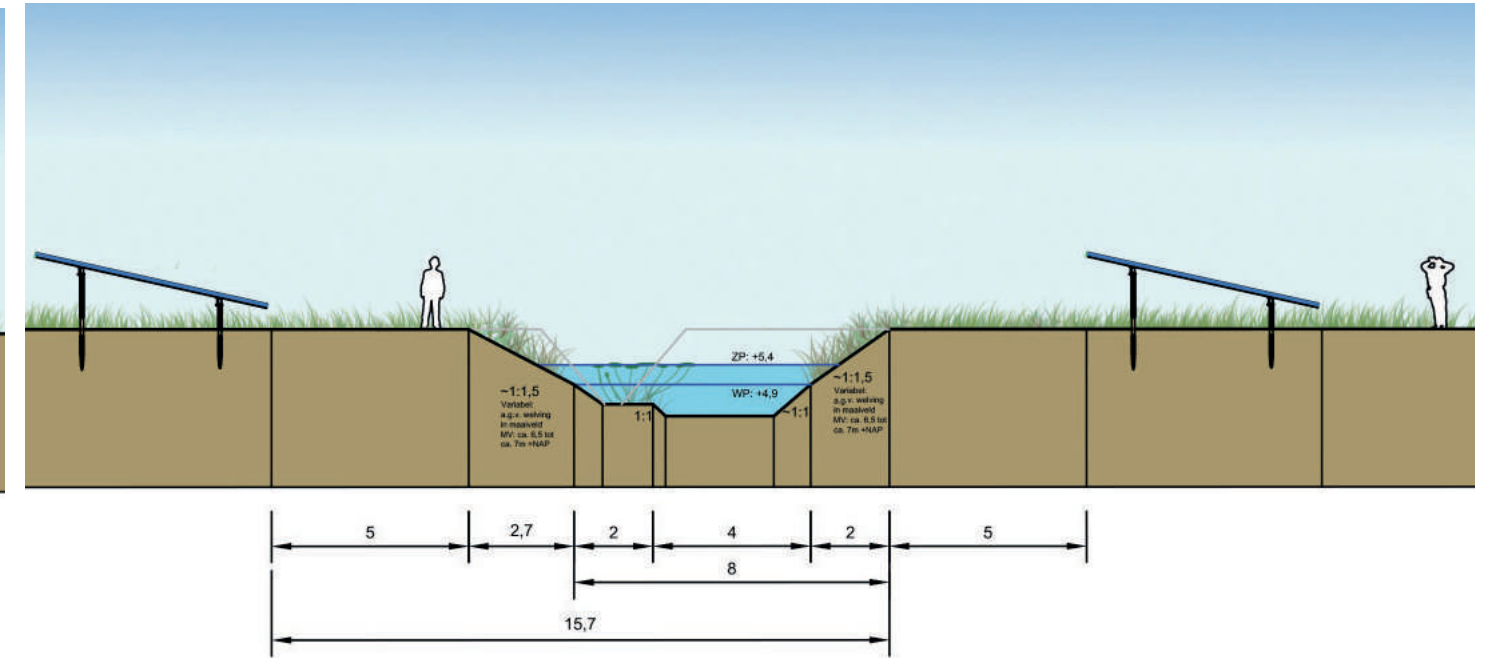 ZP: +5,4
WP: +4,9
~1:1,5
Variabel:
a.g.v. welving
in maaiveld
MV: ca. 6,5 tot
ca. 7m +NAP
1:1
~1:1
~1:1,5
Variabel:
a.g.v. welving
in maaiveld
MV: ca. 6,5 tot
ca. 7m +NAP
5
2,7
2
4
2
5
8
15,7